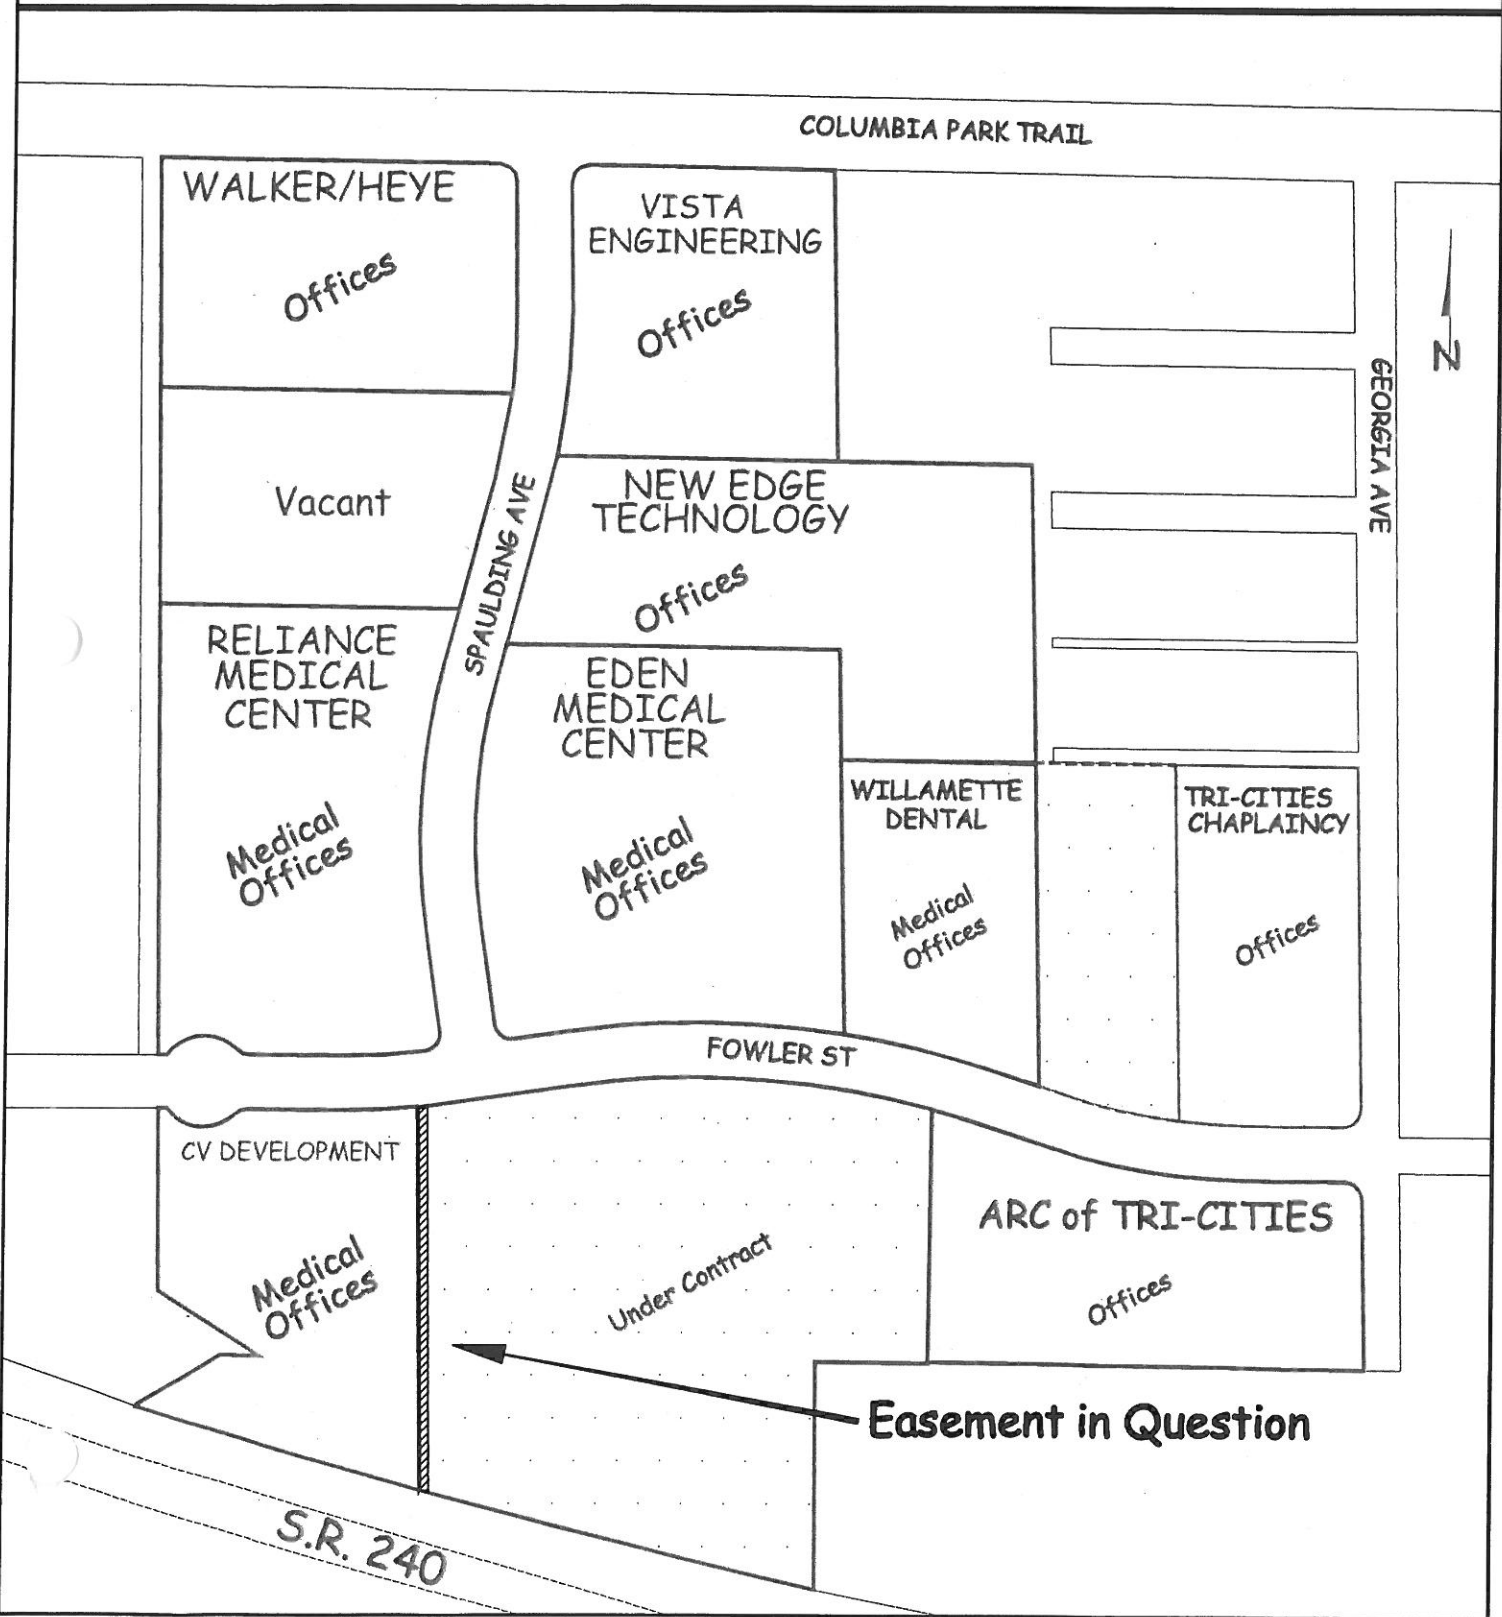 COLUMBIA PARK TRAIL
WALKER/HEYE
Offices
VISTA
ENGINEERING
Offices
N
GEORGIA AVE
Vacant
SPAULDING AVE
NEW EDGE
TECHNOLOGY
Offices
RELIANCE
MEDICAL
CENTER
Medical
Offices
EDEN
MEDICAL
CENTER
Medical
Offices
WILLAMETTE
DENTAL
Medical
Offices
TRI-CITIES
CHAPLAINCY
Offices
FOWLER ST
CV DEVELOPMENT
Medical
Offices
Under Contract
ARC of TRI-CITIES
Offices
Easement in Question
S.R. 240